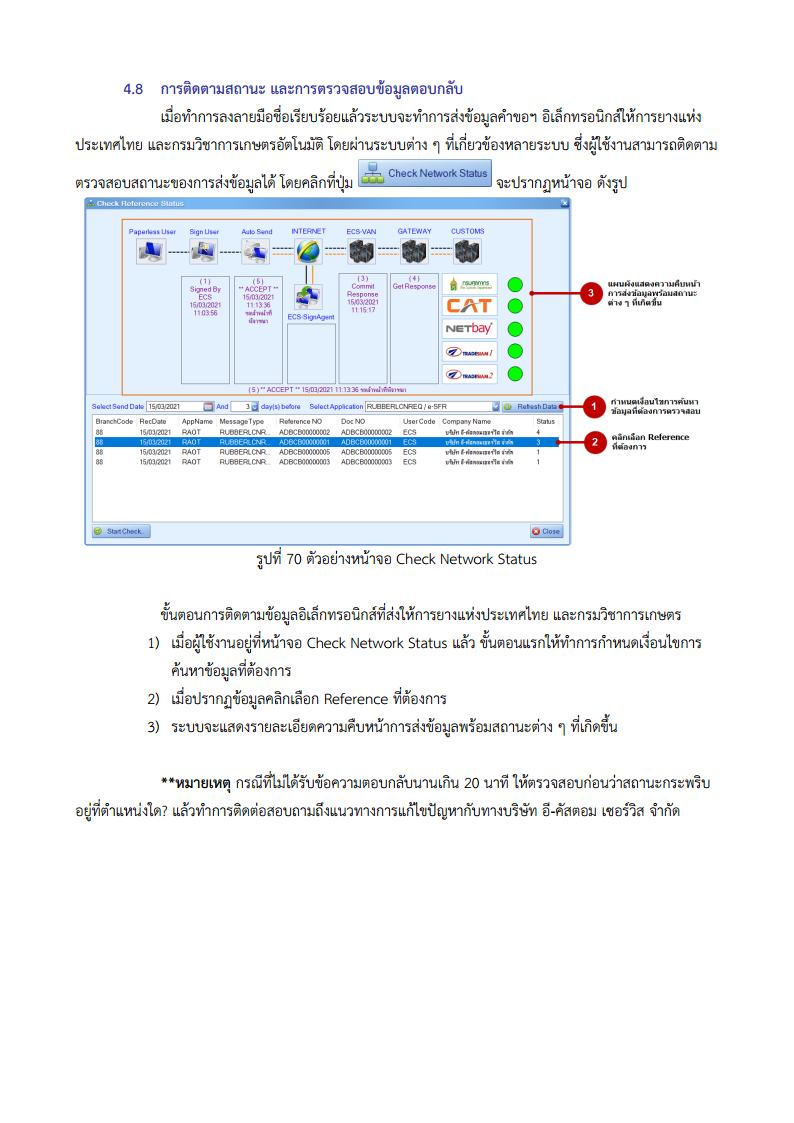 4.8 การติดตามสถานะ และการตรวจสอบข้อมูลตอบกลับ
เมื่อทำการลงลายมือชื่อเรียบร้อยแล้วระบบจะทำการส่งข้อมูลคำขอฯ อิเล็กทรอนิกส์ให้การยางแห่ง
ประเทศไทย และกรมวิชาการเกษตรอัตโนมัติ โดยผ่านระบบต่าง ๆ ที่เกี่ยวข้องหลายระบบ ซึ่งผู้ใช้งานสามารถติดตาม
ตรวจสอบสถานะของการส่งข้อมูลได้ โดยคลิกที่ปุ่ม Check Network Status จะปรากฏหน้าจอ ดังรูป
Check Reference Status
Paperless User Sign User Auto Send INTERNET ECS-VAN GATEWAY CUSTOMS
( 1 )
Signed By
ECS
15/03/2021
11:03:56
( 5 )
** ACCEPT **
15/03/2021
11:13:36
รอเจ้าหน้าที่
พิจารณา
ECS-SignAgent
( 3 )
Commit
Response
15/03/2021
11:15:17
( 4 )
Get Response
กรมศุลกากร
CAT
NETbay
TRADESIAM 1
TRADESIAM 2
( 5 ) ** ACCEPT ** 15/03/2021 11:13:36 รอเจ้าหน้าที่พิจารณา
3 แผนผังแสดงความคืบหน้า
การส่งข้อมูลพร้อมสถานะ
ต่าง ๆ ที่เกิดขึ้น
Select Send Date 15/03/2021 And 3 day(s) before Select Application RUBBERLCNREQ / e-SFR Refresh Data
1 กำหนดเงื่อนไขการค้นหา
ข้อมูลที่ต้องการตรวจสอบ
BranchCode RecDate AppName MessageType Reference NO Doc NO User Code Company Name Status
88 15/03/2021 RAOT RUBBERLCNR... ADBCB00000002 ADBCB00000002 ECS บริษัท อี-คัสตอมเซอร์วิส จำกัด 4
88 15/03/2021 RAOT RUBBERLCNR... ADBCB00000001 ADBCB00000001 ECS บริษัท อี-คัสตอมเซอร์วิส จำกัด 3
88 15/03/2021 RAOT RUBBERLCNR... ADBCB00000005 ADBCB00000005 ECS บริษัท อี-คัสตอมเซอร์วิส จำกัด 1
88 15/03/2021 RAOT RUBBERLCNR... ADBCB00000003 ADBCB00000003 ECS บริษัท อี-คัสตอมเซอร์วิส จำกัด 1
2 คลิกเลือก Reference
ที่ต้องการ
Start Check.. Close
รูปที่ 70 ตัวอย่างหน้าจอ Check Network Status
ขั้นตอนการติดตามข้อมูลอิเล็กทรอนิกส์ที่ส่งให้การยางแห่งประเทศไทย และกรมวิชาการเกษตร
1) เมื่อผู้ใช้งานอยู่ที่หน้าจอ Check Network Status แล้ว ขั้นตอนแรกให้ทำการกำหนดเงื่อนไขการ
ค้นหาข้อมูลที่ต้องการ
2) เมื่อปรากฏข้อมูลคลิกเลือก Reference ที่ต้องการ
3) ระบบจะแสดงรายละเอียดความคืบหน้าการส่งข้อมูลพร้อมสถานะต่าง ๆ ที่เกิดขึ้น
**หมายเหตุ กรณีที่ไม่ได้รับข้อความตอบกลับนานเกิน 20 นาที ให้ตรวจสอบก่อนว่าสถานะกระพริบ
อยู่ที่ตำแหน่งใด? แล้วทำการติดต่อสอบถามถึงแนวทางการแก้ไขปัญหากับทางบริษัท อี-คัสตอม เซอร์วิส จำกัด